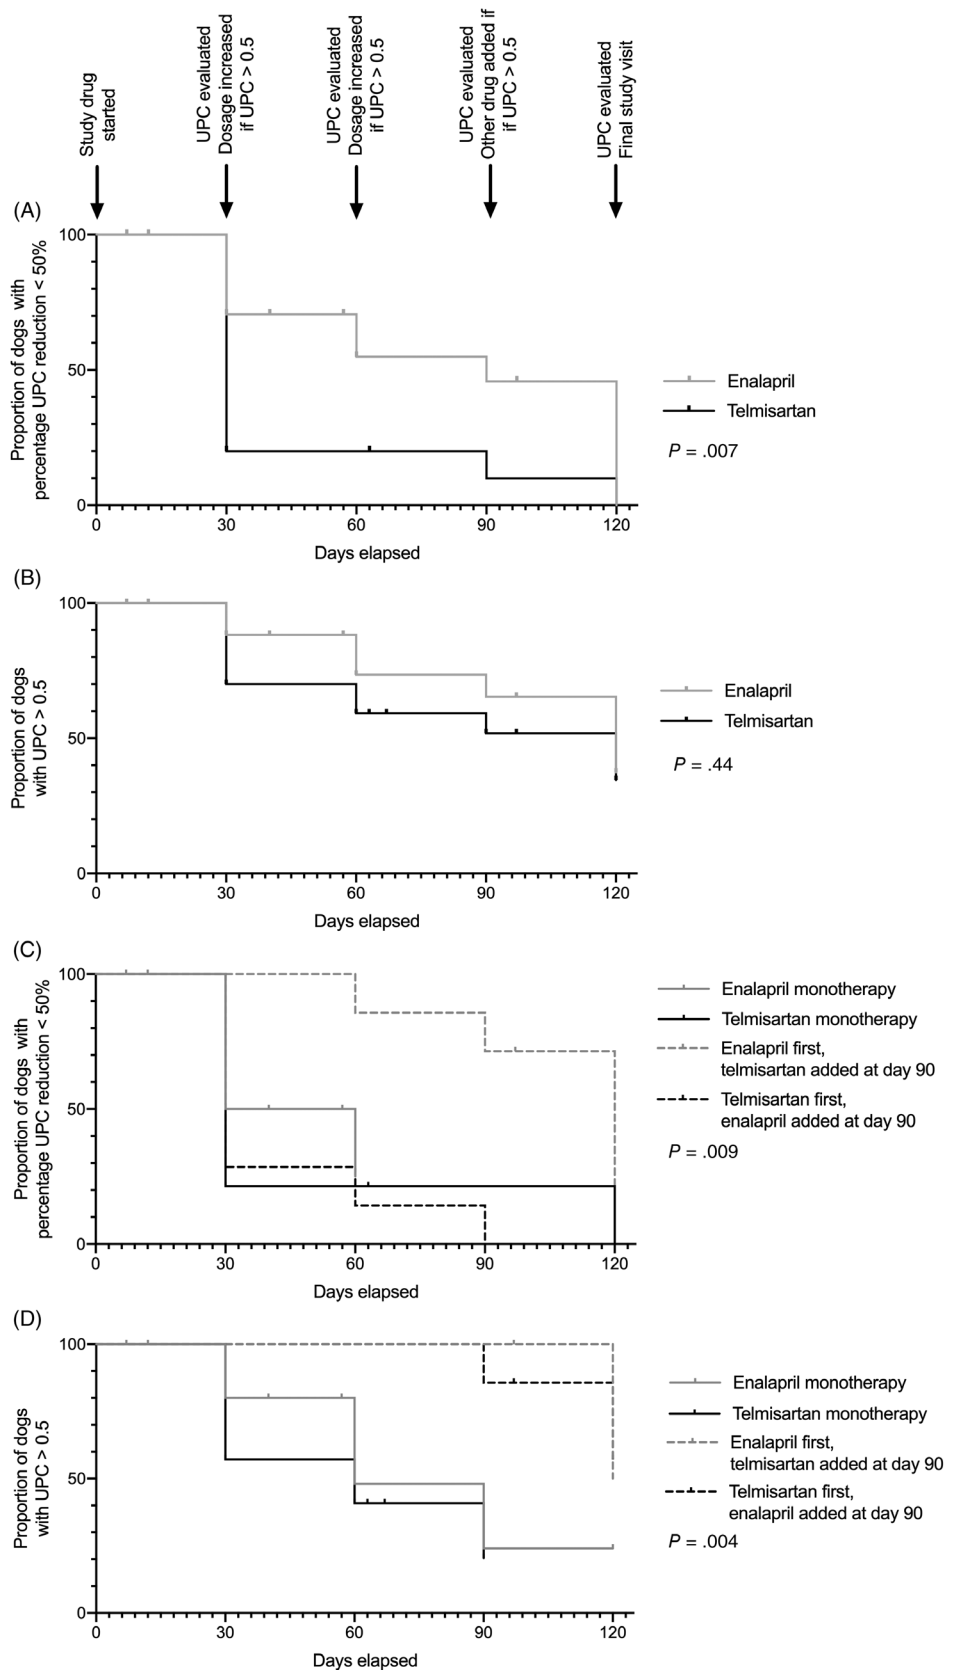 Study drug
started
UPC evaluated
Dosage increased
if UPC > 0.5
UPC evaluated
Dosage increased
if UPC > 0.5
UPC evaluated
Other drug added if
if UPC > 0.5
UPC evaluated
Final study visit
(A)
Proportion of dogs with
percentage UPC reduction < 50%
100
50
0
0 30 60 90 120
Days elapsed
Enalapril
Telmisartan
P = .007
(B)
Proportion of dogs
with UPC > 0.5
100
50
0
0 30 60 90 120
Days elapsed
Enalapril
Telmisartan
P = .44
(C)
Proportion of dogs with
percentage UPC reduction < 50%
100
50
0
0 30 60 90 120
Days elapsed
Enalapril monotherapy
Telmisartan monotherapy
Enalapril first,
telmisartan added at day 90
Telmisartan first,
enalapril added at day 90
P = .009
(D)
Proportion of dogs
with UPC > 0.5
100
50
0
0 30 60 90 120
Days elapsed
Enalapril monotherapy
Telmisartan monotherapy
Enalapril first,
telmisartan added at day 90
Telmisartan first,
enalapril added at day 90
P = .004